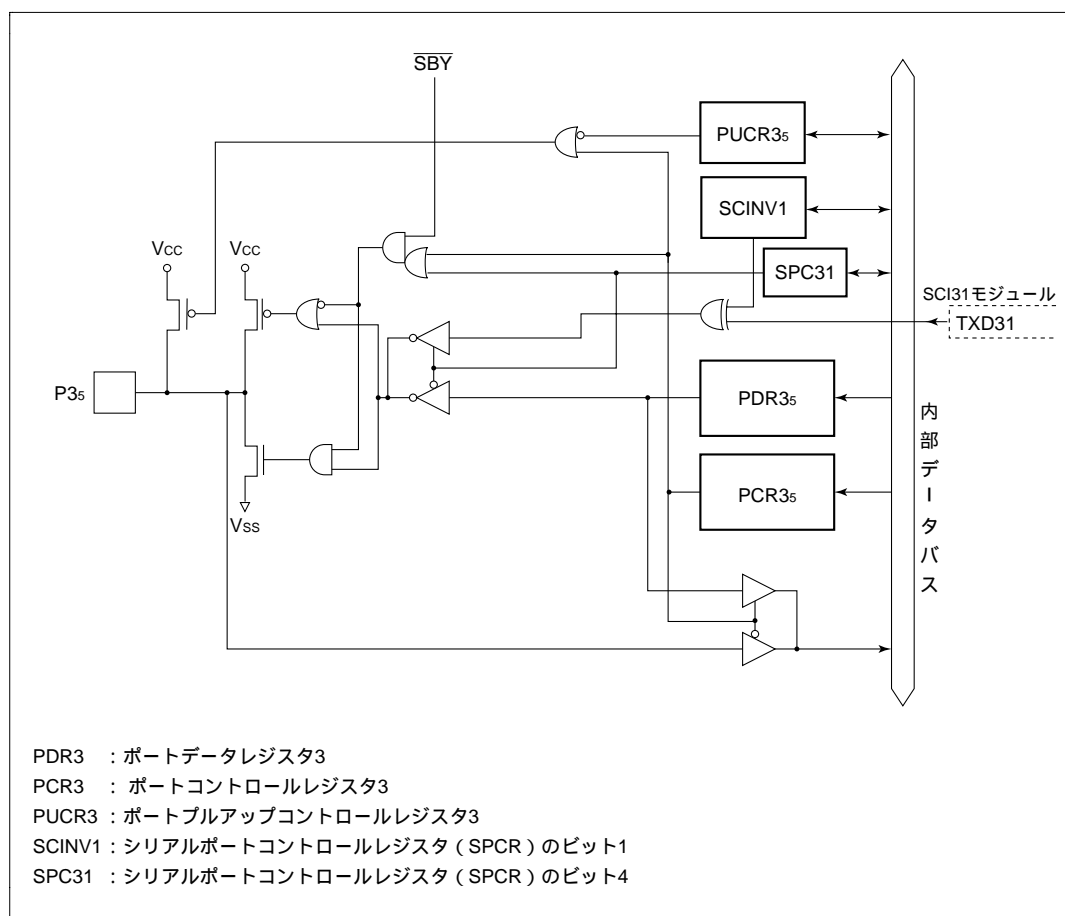 SBY
PUCR35
SCINV1
VCC
VCC
SPC31
SCI31モジュール
TXD31
P35
PDR35
PCR35
VSS
内部データバス
PDR3 : ポートデータレジスタ3
PCR3 : ポートコントロールレジスタ3
PUCR3 : ポートプルアップコントロールレジスタ3
SCINV1 : シリアルポートコントロールレジスタ ( SPCR ) のビット1
SPC31 : シリアルポートコントロールレジスタ ( SPCR ) のビット4